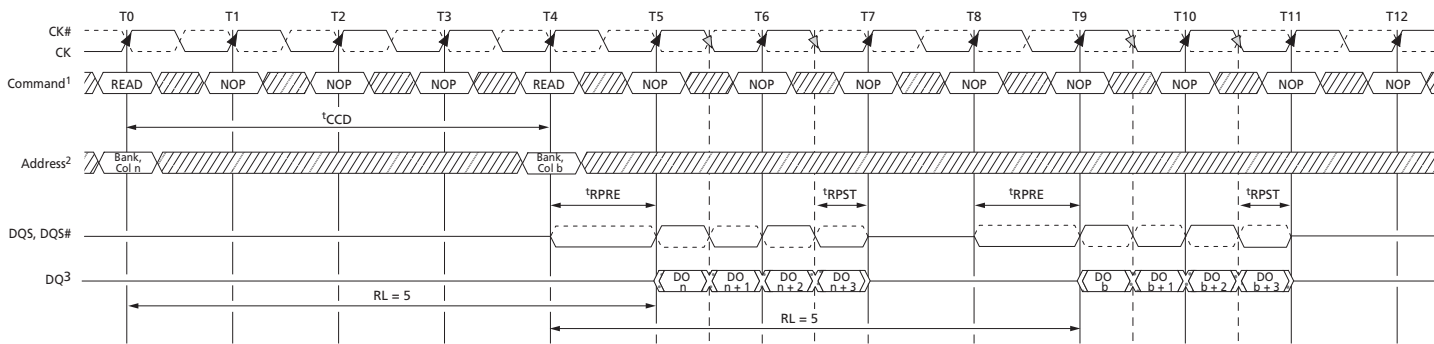 T0 T1 T2 T3 T4 T5 T6 T7 T8 T9 T10 T11 T12
CK#
CK
Command1 READ NOP NOP NOP READ NOP NOP NOP NOP NOP NOP NOP NOP
tCCD
Address2 Bank, Col n Bank, Col b
tRPRE tRPST tRPRE tRPST
DQS, DQS#
DQ3 DO n DO n + 1 DO n + 2 DO n + 3 DO b DO b + 1 DO b + 2 DO b + 3
RL = 5
RL = 5